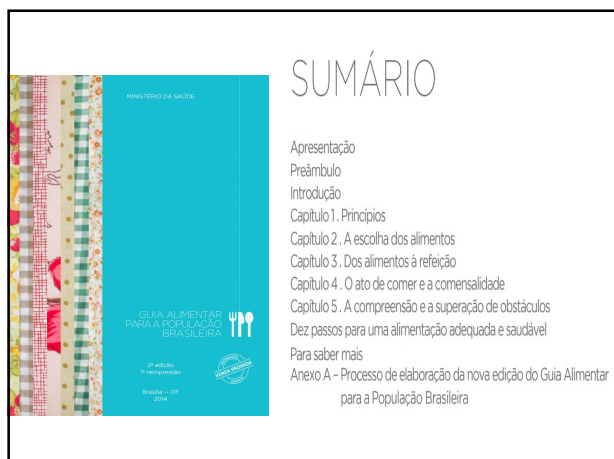 MINISTÉRIO DA SAÚDE
GUIA ALIMENTAR
PARA A POPULAÇÃO
BRASILEIRA
2ª edição
1ª reimpressão
VENDA PROIBIDA
Brasília — DF
2014
SUMÁRIO
Apresentação
Preâmbulo
Introdução
Capítulo 1. Princípios
Capítulo 2. A escolha dos alimentos
Capítulo 3. Dos alimentos à refeição
Capítulo 4. O ato de comer e a comensalidade
Capítulo 5. A compreensão e a superação de obstáculos
Dez passos para uma alimentação adequada e saudável
Para saber mais
Anexo A - Processo de elaboração da nova edição do Guia Alimentar
para a População Brasileira